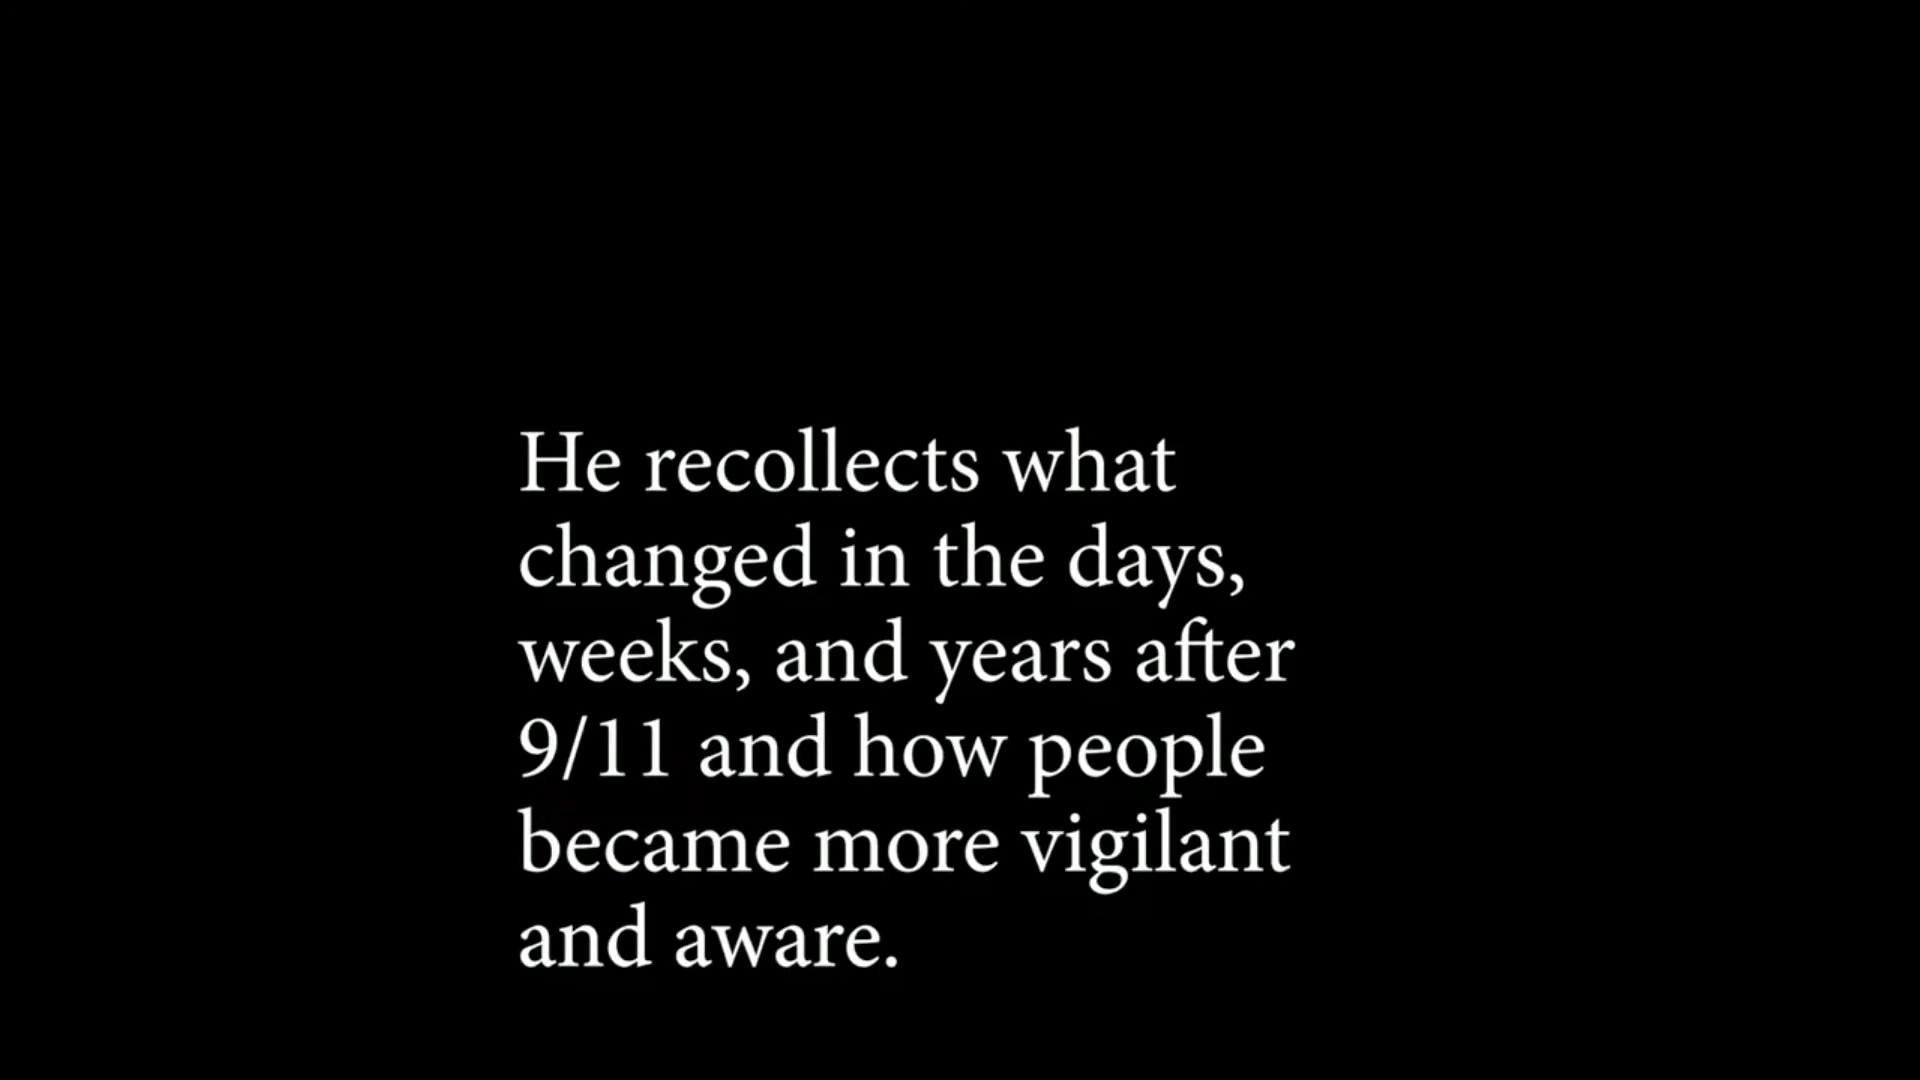 He recollects what
changed in the days,
weeks, and years after
9/11 and how people
became more vigilant
and aware.